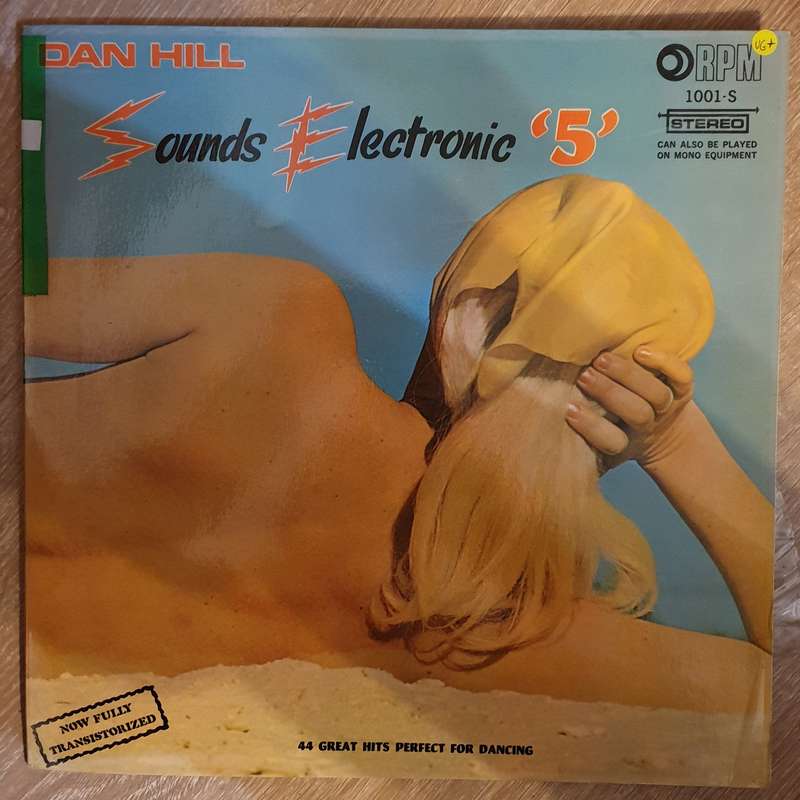 DAN HILL
Sounds Electronic '5'
RPM
VG+
1001-S
STEREO
CAN ALSO BE PLAYED
ON MONO EQUIPMENT
NOW FULLY
TRANSISTORIZED
44 GREAT HITS PERFECT FOR DANCING